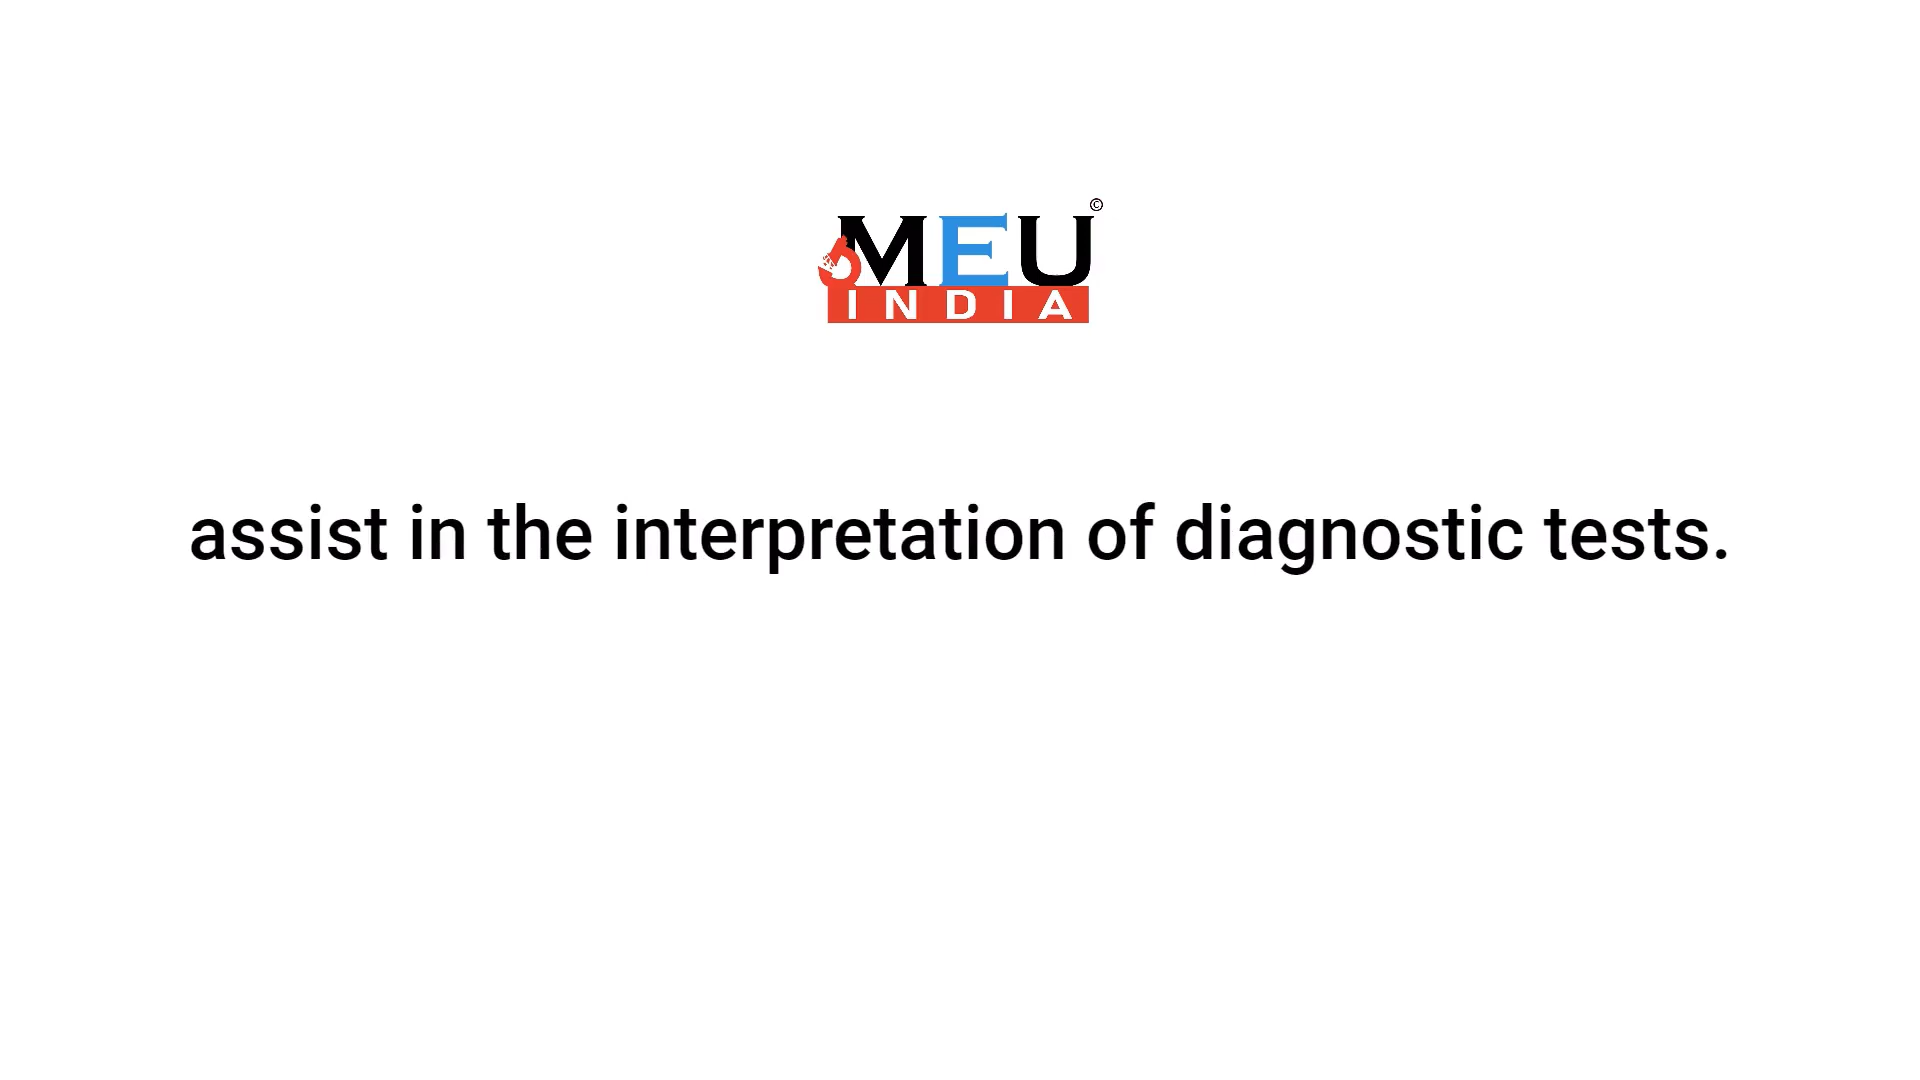 MEU
©
INDIA
assist in the interpretation of diagnostic tests.